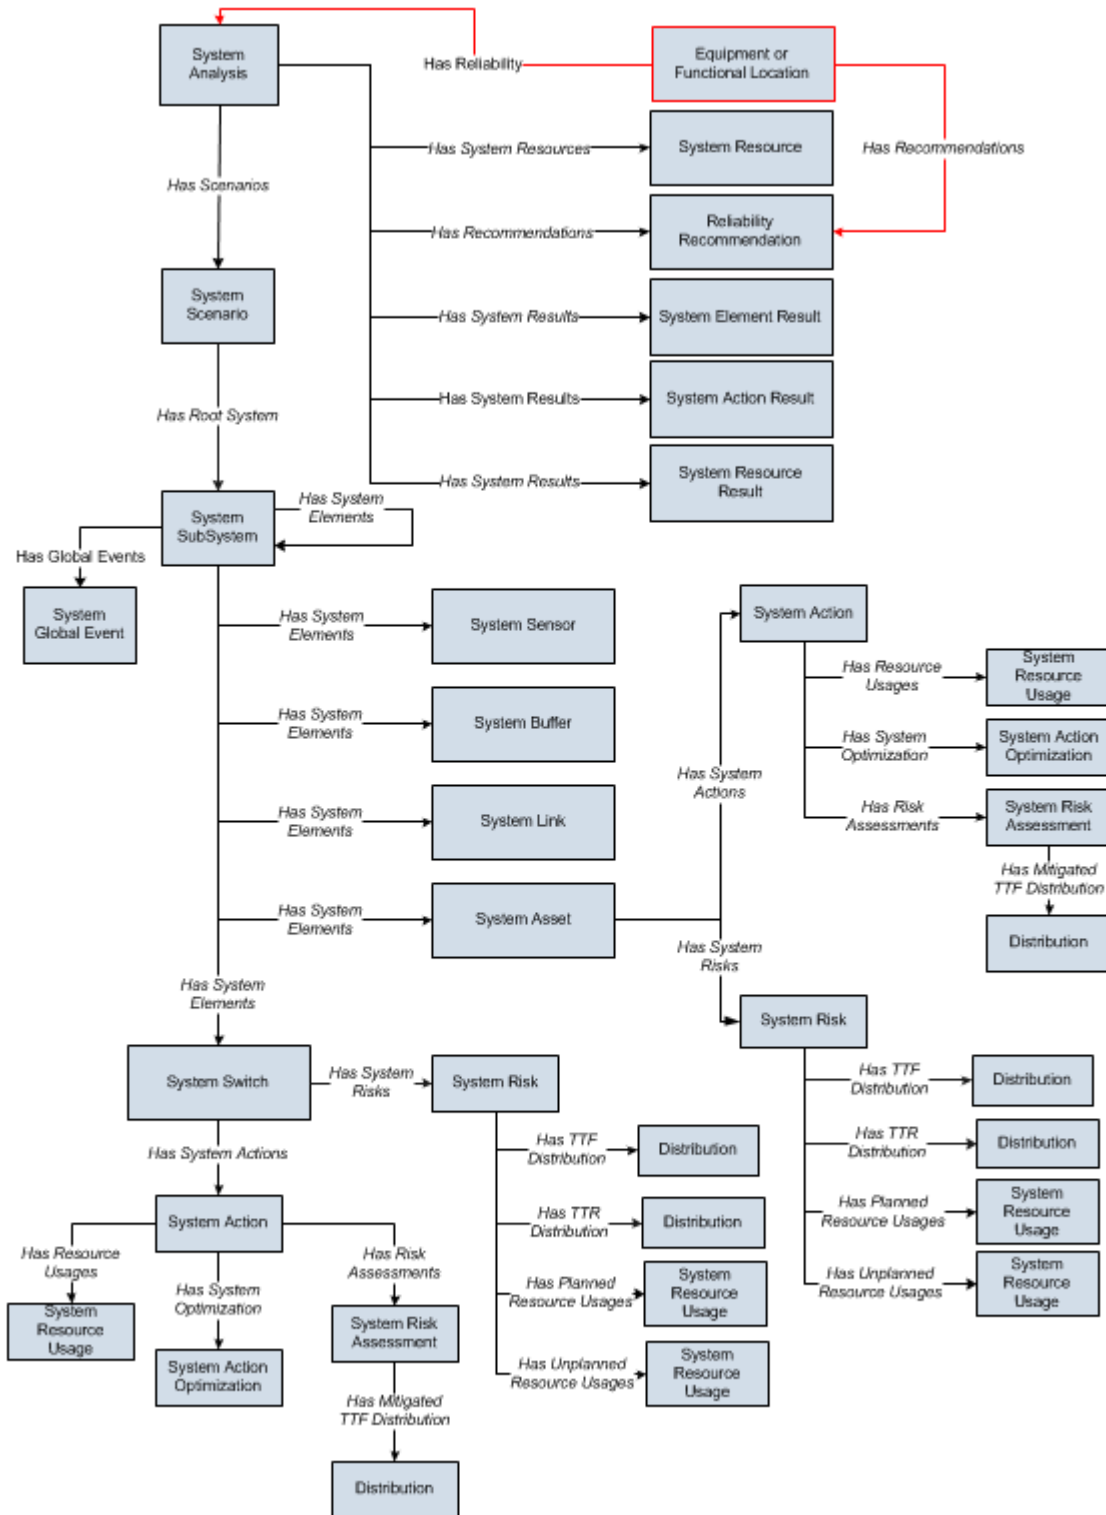 System
Analysis
Has Reliability
Equipment or
Functional Location
Has System Resources
System Resource
Has Recommendations
Has Scenarios
Has Recommendations
Reliability
Recommendation
System
Scenario
Has System Results
System Element Result
Has System Results
System Action Result
Has Root System
Has System Results
System Resource
Result
System
SubSystem
Has System
Elements
Has Global Events
System
Global Event
Has System
Elements
System Sensor
Has System
Elements
System Buffer
Has System
Elements
System Link
Has System
Elements
System Asset
Has System
Actions
System Action
Has Resource
Usages
System
Resource
Usage
Has System
Optimization
System Action
Optimization
Has Risk
Assessments
System Risk
Assessment
Has Mitigated
TTF Distribution
Distribution
Has System
Risks
System Risk
Has TTF
Distribution
Distribution
Has TTR
Distribution
Distribution
Has Planned
Resource Usages
System
Resource
Usage
Has Unplanned
Resource Usages
System
Resource
Usage
Has System
Elements
System Switch
Has System
Risks
System Risk
Has TTF
Distribution
Distribution
Has TTR
Distribution
Distribution
Has Planned
Resource Usages
System
Resource
Usage
Has Unplanned
Resource Usages
System
Resource
Usage
Has System Actions
System Action
Has Resource
Usages
System
Resource
Usage
Has System
Optimization
System Action
Optimization
Has Risk
Assessments
System Risk
Assessment
Has Mitigated
TTF Distribution
Distribution